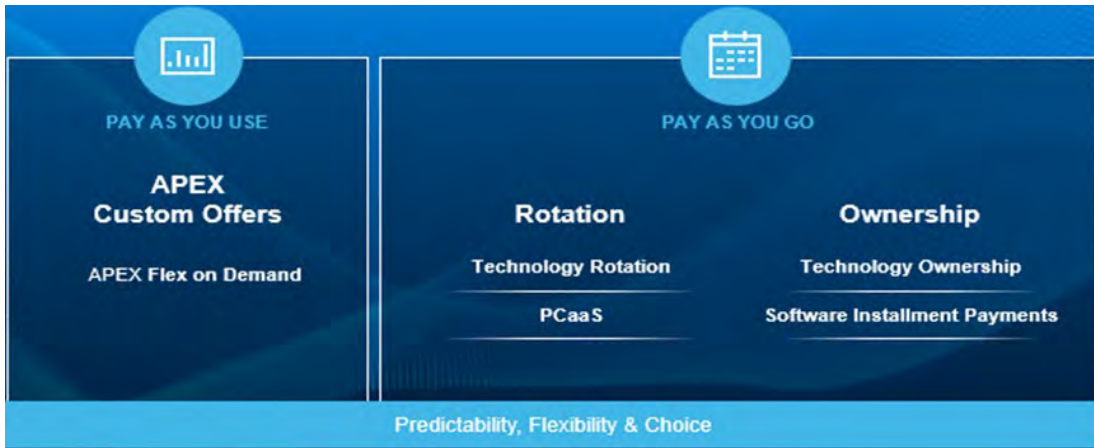 PAY AS YOU USE
APEX
Custom Offers
APEX Flex on Demand
PAY AS YOU GO
Rotation
Technology Rotation
PCaaS
Ownership
Technology Ownership
Software Installment Payments
Predictability, Flexibility & Choice